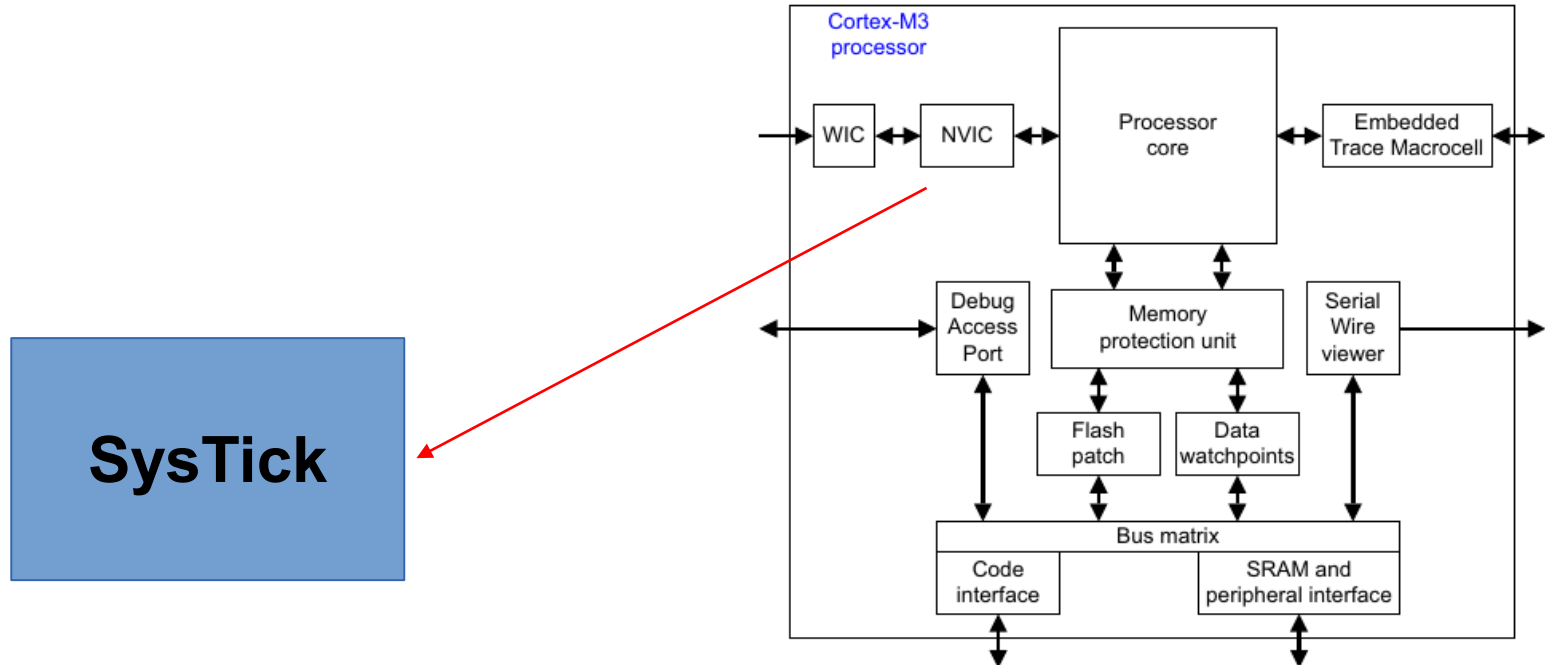 Cortex-M3
processor
WIC
NVIC
Processor
core
Embedded
Trace Macrocell
Debug
Access
Port
Memory
protection unit
Serial
Wire
viewer
SysTick
Flash
patch
Data
watchpoints
Bus matrix
Code
interface
SRAM and
peripheral interface